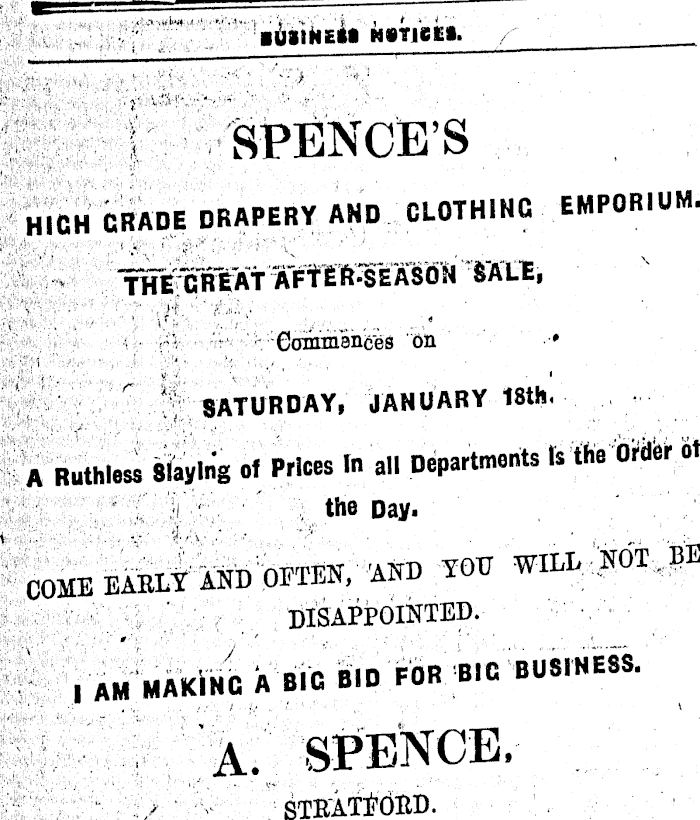 BUSINESS NOTICES.
SPENCE'S
HIGH GRADE DRAPERY AND CLOTHING EMPORIUM.
THE GREAT AFTER-SEASON SALE,
Commences on
SATURDAY, JANUARY 18th.
A Ruthless Slaying of Prices in all Departments is the Order of
the Day.
COME EARLY AND OFTEN, AND YOU WILL NOT BE
DISAPPOINTED.
I AM MAKING A BIG BID FOR BIG BUSINESS.
A. SPENCE,
STRATFORD.